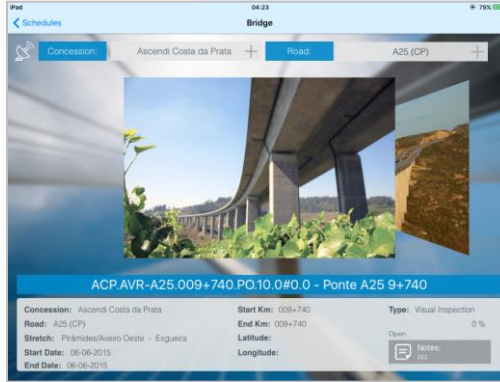 iPad 04:23 75%
Schedules Bridge
Concession: Ascendi Costa da Prata + Road: A25 (CP) +
ACP.AVR-A25.009+740.PO.10.0#0.0 - Ponte A25 9+740
Concession: Ascendi Costa da Prata Start Km: 009+740 Type: Visual Inspection
Road: A25 (CP) End Km: 009+740 0 %
Stretch: Pirâmides/Aveiro Oeste - Esgueira Latitude: Open
Start Date: 06-06-2015 Longitude: Notes:
End Date: 06-06-2015 zzz